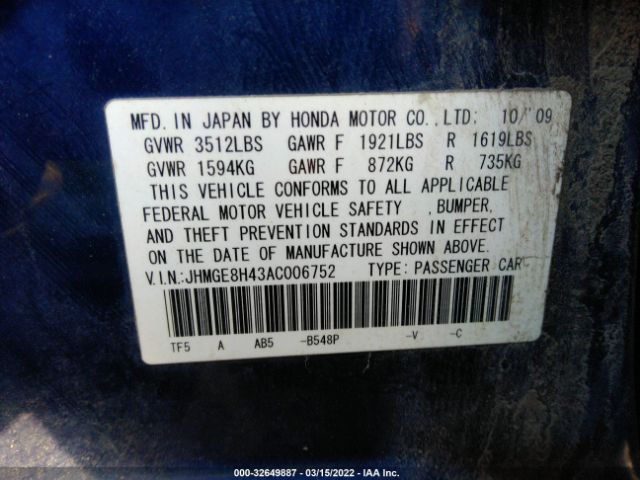 MFD. IN JAPAN BY HONDA MOTOR CO., LTD: 10/'09
GVWR 3512LBS GAWR F 1921LBS R 1619LBS
GVWR 1594KG GAWR F 872KG R 735KG
THIS VEHICLE CONFORMS TO ALL APPLICABLE
FEDERAL MOTOR VEHICLE SAFETY , BUMPER,
AND THEFT PREVENTION STANDARDS IN EFFECT
ON THE DATE OF MANUFACTURE SHOWN ABOVE.
V.I.N.:JHMGE8H43AC006752 TYPE: PASSENGER CAR
TF5 A AB5 -B548P -V -C
000-32649887 - 03/15/2022 - IAA Inc.